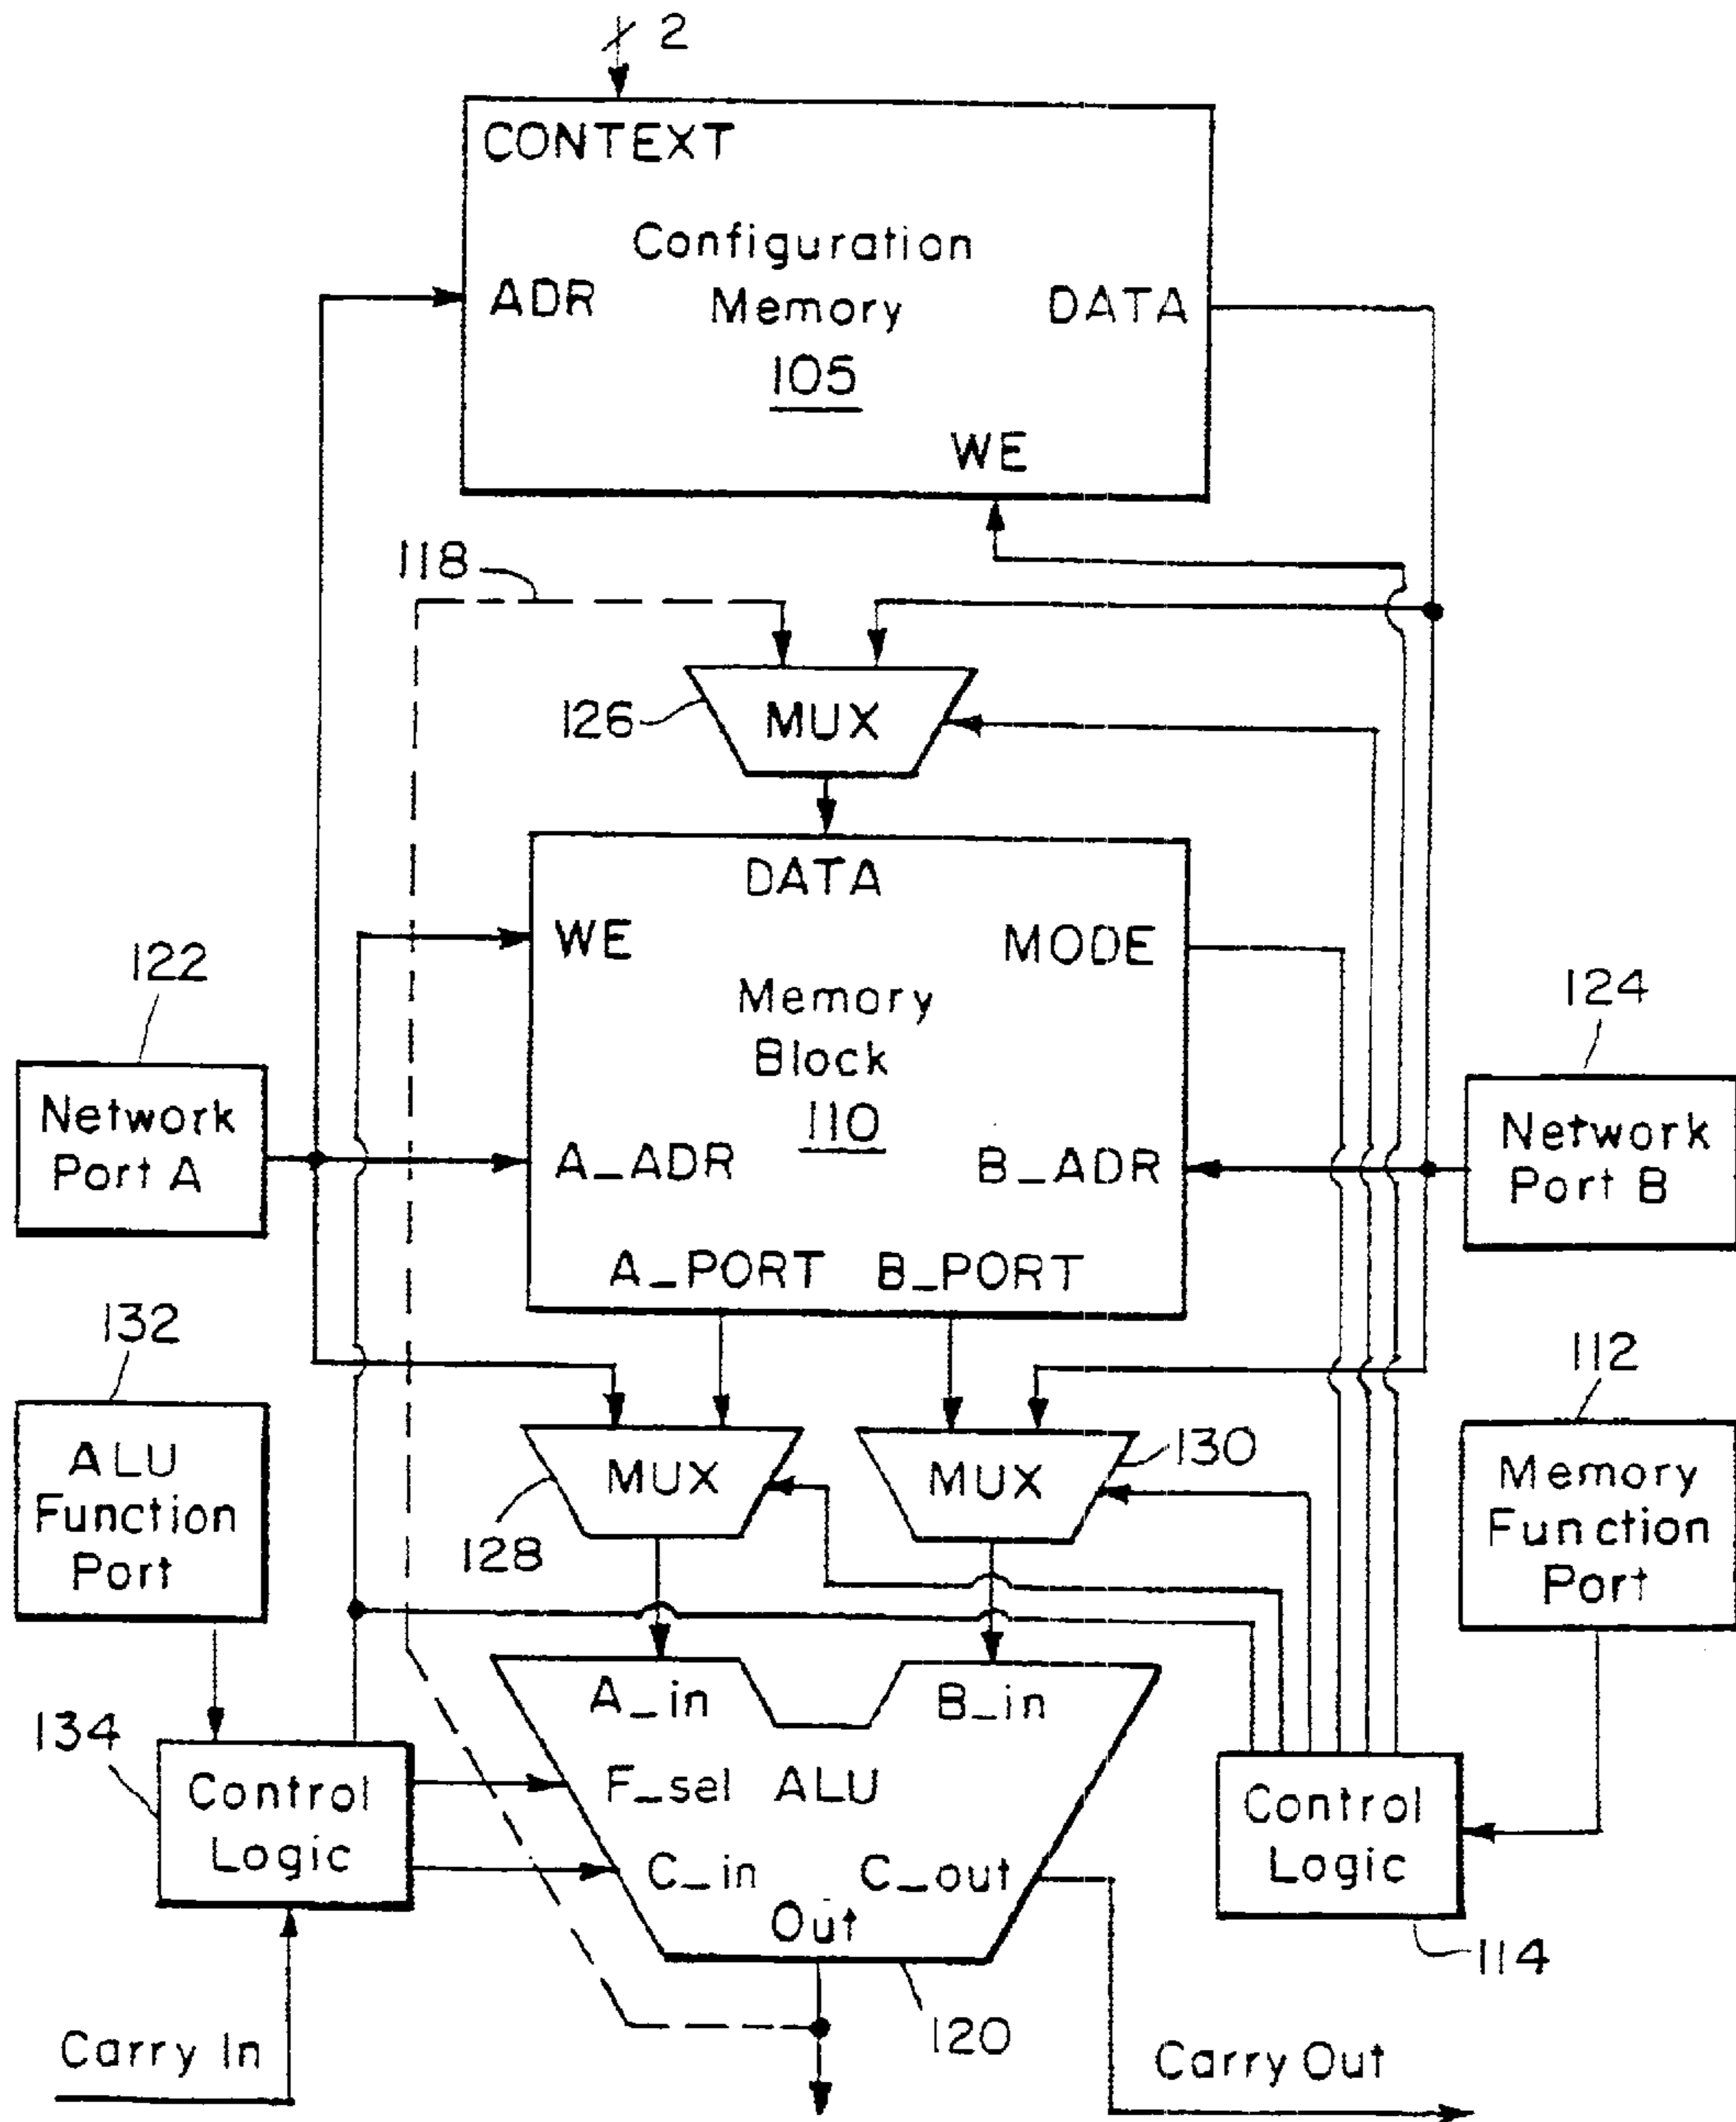 2
CONTEXT
Configuration
ADR
Memory
DATA
105
WE
118
126
MUX
DATA
WE
MODE
122
Memory
124
Block
Network
Port A
110
Network
Port B
A_ADR
B_ADR
A_PORT
B_PORT
132
112
ALU
Function
Port
MUX
MUX
130
Memory
Function
Port
128
A_in
B_in
134
Control
Logic
F_sel
ALU
Control
Logic
C_in
C_out
Out
114
120
Carry In
Carry Out